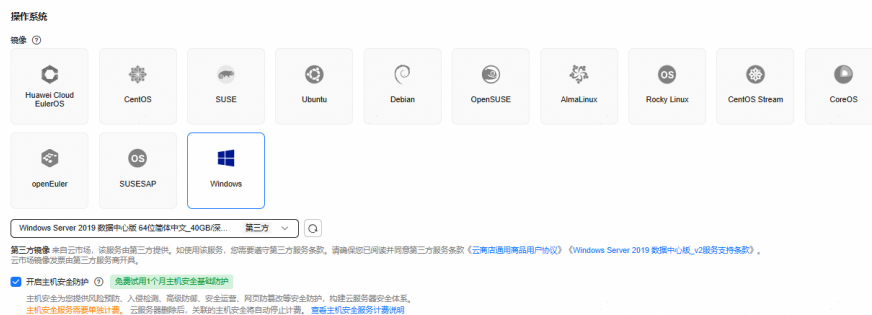 操作系统
镜像
Huawei Cloud EulerOS
CentOS
SUSE
Ubuntu
Debian
OpenSUSE
AlmaLinux
Rocky Linux
CentOS Stream
CoreOS
openEuler
SUSESAP
Windows
Windows Server 2019 数据中心版 64位简体中文_40GB/深... 第三方
第三方镜像 来自云市场，该服务由第三方提供。如使用该服务，您需要遵守第三方服务条款。请确保您已阅读并同意第三方服务条款《云商店通用商品用户协议》《Windows Server 2019 数据中心版_v2服务支持条款》。
云市场镜像发票由第三方服务商开具。
开启主机安全防护 免费试用1个月主机安全基础防护
主机安全为您提供风险预防、入侵检测、高级防御、安全运营、网页防篡改等安全防护，构建云服务器安全体系。
主机安全服务需要单独计费。 云服务器删除后，关联的主机安全将自动停止计费。 查看主机安全服务计费说明